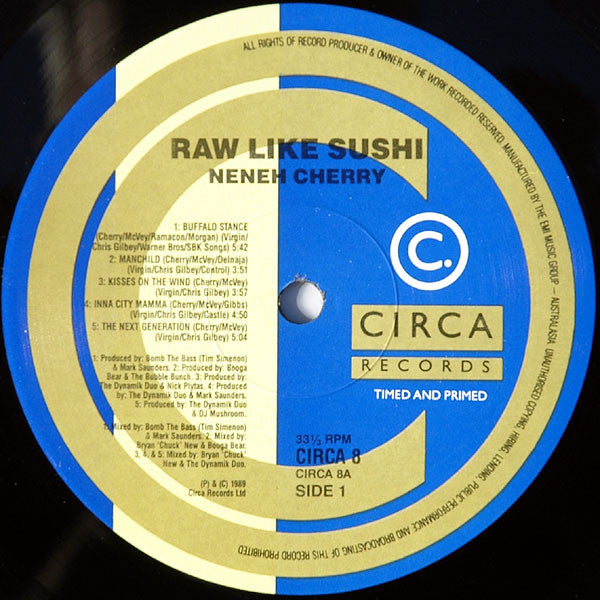 ALL RIGHTS OF RECORD PRODUCER & OWNER OF THE WORK RECORDED RESERVED. MANUFACTURED BY THE EMI MUSIC GROUP – AUSTRALASIA. UNAUTHORISED COPYING, HIRING, LENDING, PUBLIC PERFORMANCE AND BROADCASTING OF THIS RECORD PROHIBITED
RAW LIKE SUSHI
NENEH CHERRY
1: BUFFALO STANCE
(Cherry/McVey/Ramacon/Morgan) (Virgin/
Chris Gilbey/Warner Bros/SBK Songs) 5:42
2: MANCHILD (Cherry/McVey/Delnaja)
(Virgin/Chris Gilbey/Control) 3:51
3: KISSES ON THE WIND (Cherry/McVey)
(Virgin/Chris Gilbey) 3:57
4: INNA CITY MAMMA (Cherry/McVey/Gibbs)
(Virgin/Chris Gilbey/Castle) 4:50
5: THE NEXT GENERATION (Cherry/McVey)
(Virgin/Chris Gilbey) 5:04
1: Produced by: Bomb The Bass (Tim Simenon)
& Mark Saunders. 2: Produced by: Booga
Bear & The Bubble Bunch. 3: Produced by:
The Dynamik Duo & Nick Plytas. 4: Produced
by: The Dynamik Duo & Mark Saunders.
5: Produced by: The Dynamik Duo
& DJ Mushroom.
1: Mixed by: Bomb The Bass (Tim Simenon)
& Mark Saunders. 2: Mixed by:
Bryan 'Chuck' New & Booga Bear.
3, 4, & 5: Mixed by: Bryan 'Chuck'
New & The Dynamik Duo.
(P) & (C) 1989
Circa Records Ltd
C.
CIRCA
RECORDS
TIMED AND PRIMED
33⅓ RPM
CIRCA 8
CIRCA 8A
SIDE 1